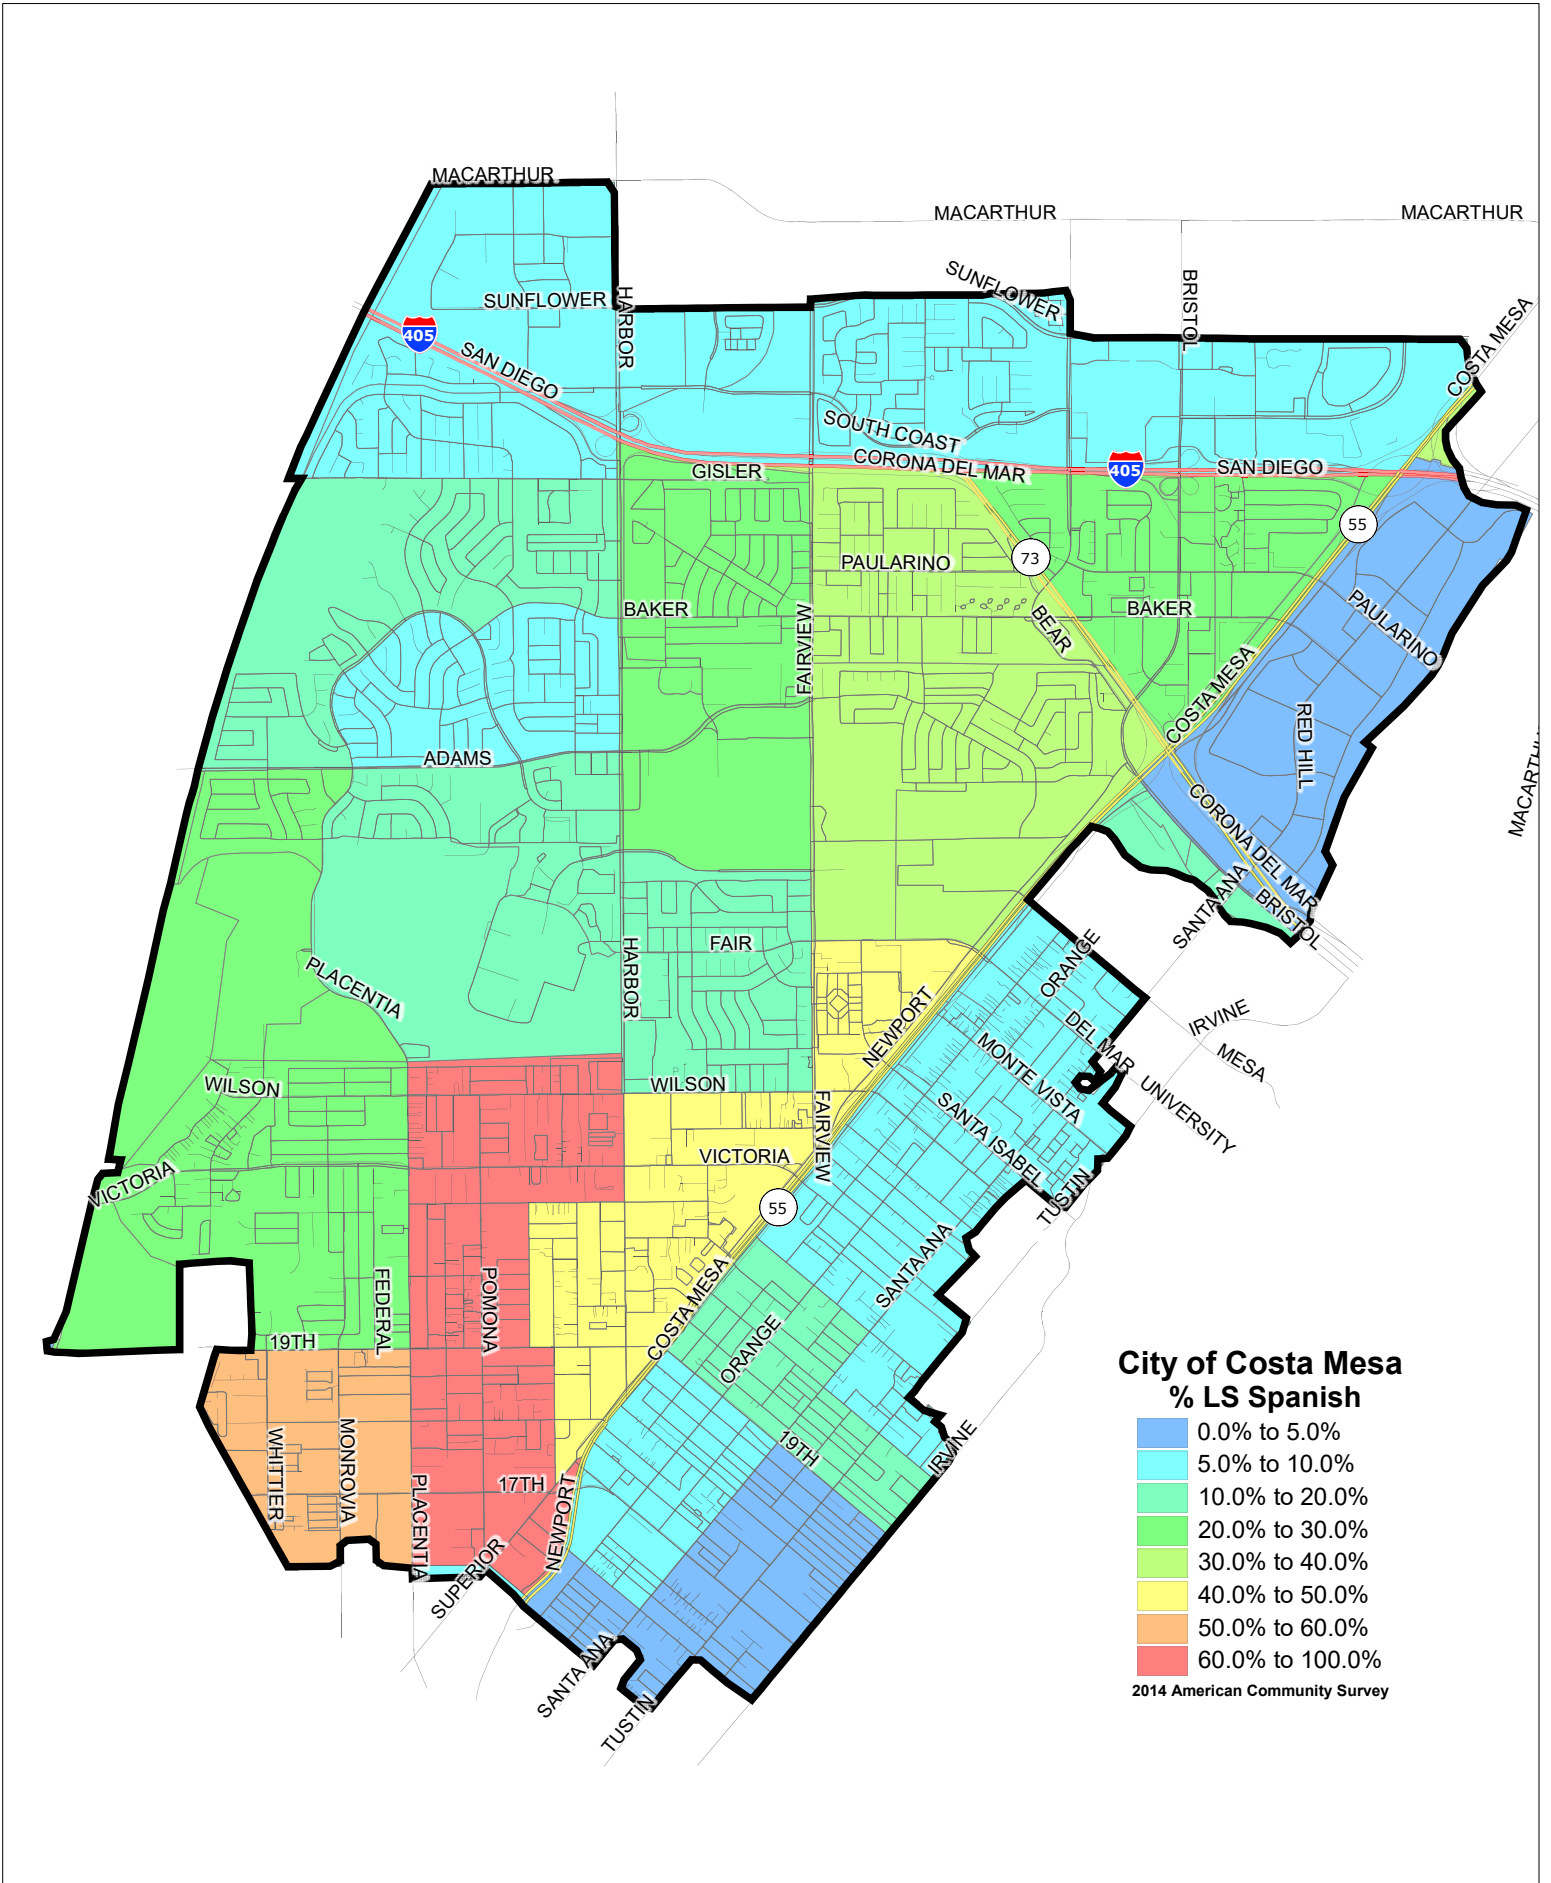 MACARTHUR
MACARTHUR
MACARTHUR
SUNFLOWER
BRISTOL
SUNFLOWER
HARBOR
COSTA MESA
405
SAN DIEGO
SOUTH COAST
CORONA DEL MAR
GISLER
405
SAN DIEGO
55
73
PAULARINO
BAKER
BEAR
BAKER
PAULARINO
FAIRVIEW
COSTA MESA
RED HILL
ADAMS
MACARTHU
CORONA DEL MAR
SANTA ANA
BRISTOL
HARBOR
FAIR
ORANGE
PLACENTIA
NEWPORT
IRVINE
DEL MAR
MESA
MONTE VISTA
WILSON
WILSON
UNIVERSITY
SANTA ISABEL
FAIRVIEW
VICTORIA
VICTORIA
TUSTIN
55
SANTA ANA
FEDERAL
POMONA
COSTA MESA
19TH
ORANGE
WHITTIER
MONROVIA
PLACENTIA
17TH
NEWPORT
19TH
IRVINE
SUPERIOR
SANTA ANA
TUSTIN
City of Costa Mesa
% LS Spanish
0.0% to 5.0%
5.0% to 10.0%
10.0% to 20.0%
20.0% to 30.0%
30.0% to 40.0%
40.0% to 50.0%
50.0% to 60.0%
60.0% to 100.0%
2014 American Community Survey